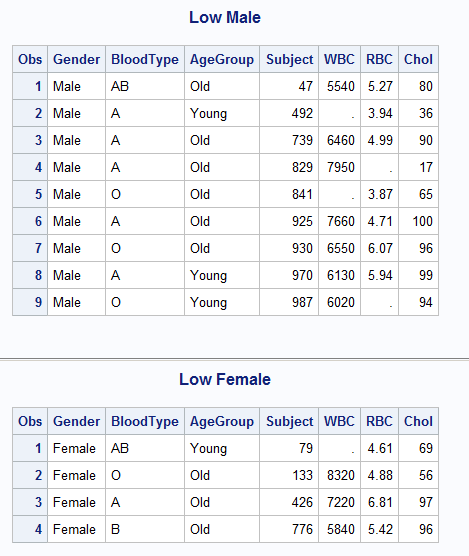 Low Male
Obs Gender BloodType AgeGroup Subject WBC RBC Chol
1 Male AB Old 47 5540 5.27 80
2 Male A Young 492 . 3.94 36
3 Male A Old 739 6460 4.99 90
4 Male A Old 829 7950 . 17
5 Male O Old 841 . 3.87 65
6 Male A Old 925 7660 4.71 100
7 Male O Old 930 6550 6.07 96
8 Male A Young 970 6130 5.94 99
9 Male O Young 987 6020 . 94
Low Female
Obs Gender BloodType AgeGroup Subject WBC RBC Chol
1 Female AB Young 79 . 4.61 69
2 Female O Old 133 8320 4.88 56
3 Female A Old 426 7220 6.81 97
4 Female B Old 776 5840 5.42 96